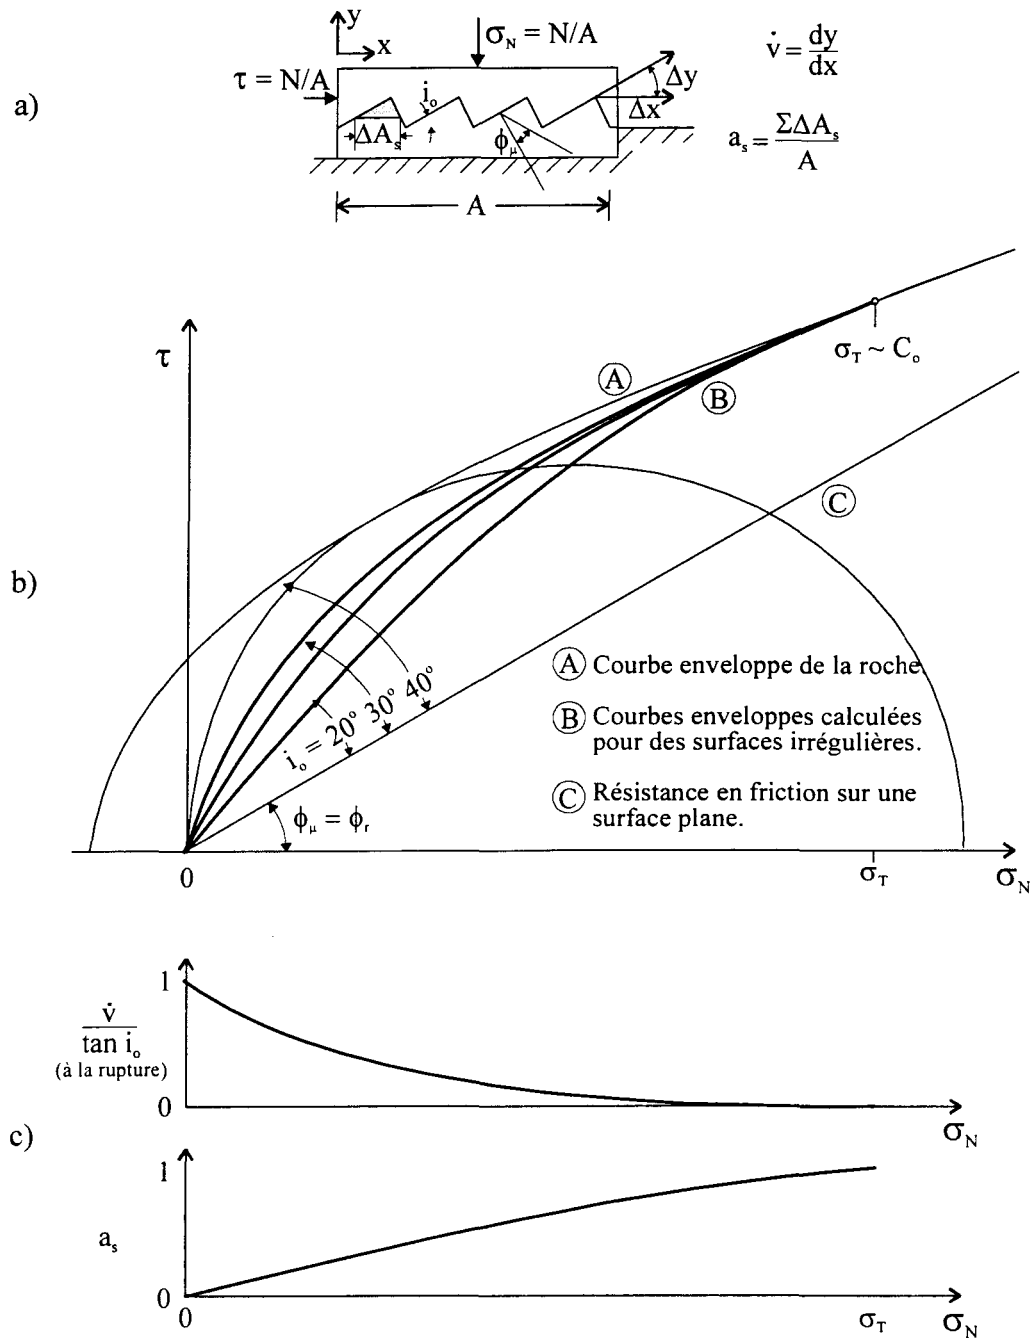 a)
y
x
σ_N = N/A
τ = N/A
i_o
ΔA_s
ϕ_μ
Δy
Δx
A
v̇ = dy/dx
a_s = ΣΔA_s/A
b)
τ
A
B
σ_T ~ C_o
C
i_o = 20° 30° 40°
ϕ_μ = ϕ_r
A Courbe enveloppe de la roche
B Courbes enveloppes calculées
pour des surfaces irrégulières.
C Résistance en friction sur une
surface plane.
0
σ_T
σ_N
c)
1
v̇
tan i_o
(à la rupture)
0
σ_N
1
a_s
0
0
σ_T
σ_N